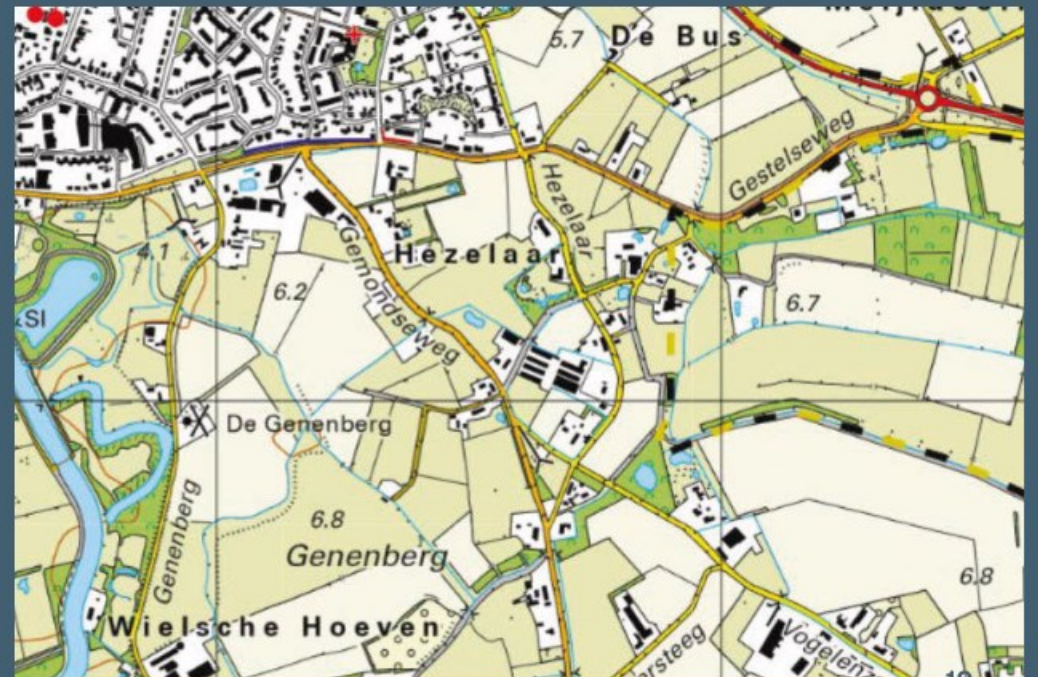 5.7
De Bus
Gestelseweg
Hezelaar
4.1
Hezelaar
6.2
Gemondseweg
6.7
&SI
De Genenberg
Genenberg
6.8
Genenberg
6.8
Wielsche Hoeven